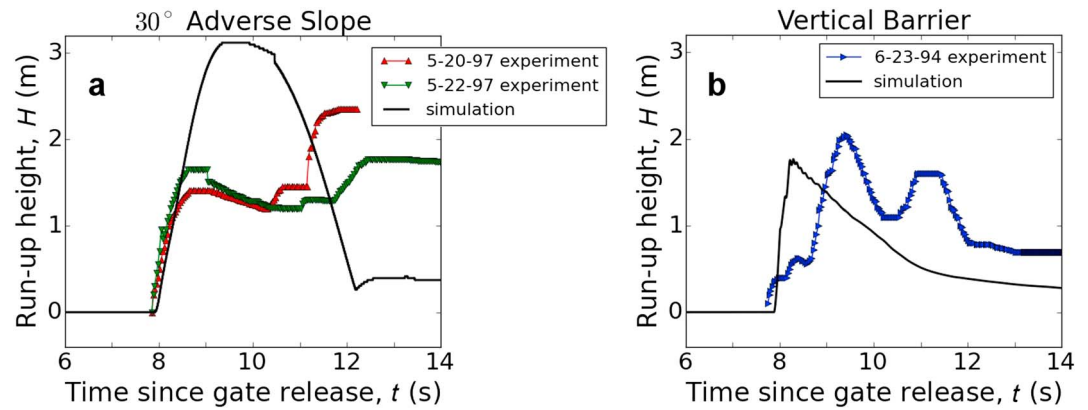 30° Adverse Slope
a
5-20-97 experiment
5-22-97 experiment
simulation
Run-up height, H (m)
3
2
1
0
6 8 10 12 14
Time since gate release, t (s)
Vertical Barrier
b
6-23-94 experiment
simulation
Run-up height, H (m)
3
2
1
0
6 8 10 12 14
Time since gate release, t (s)